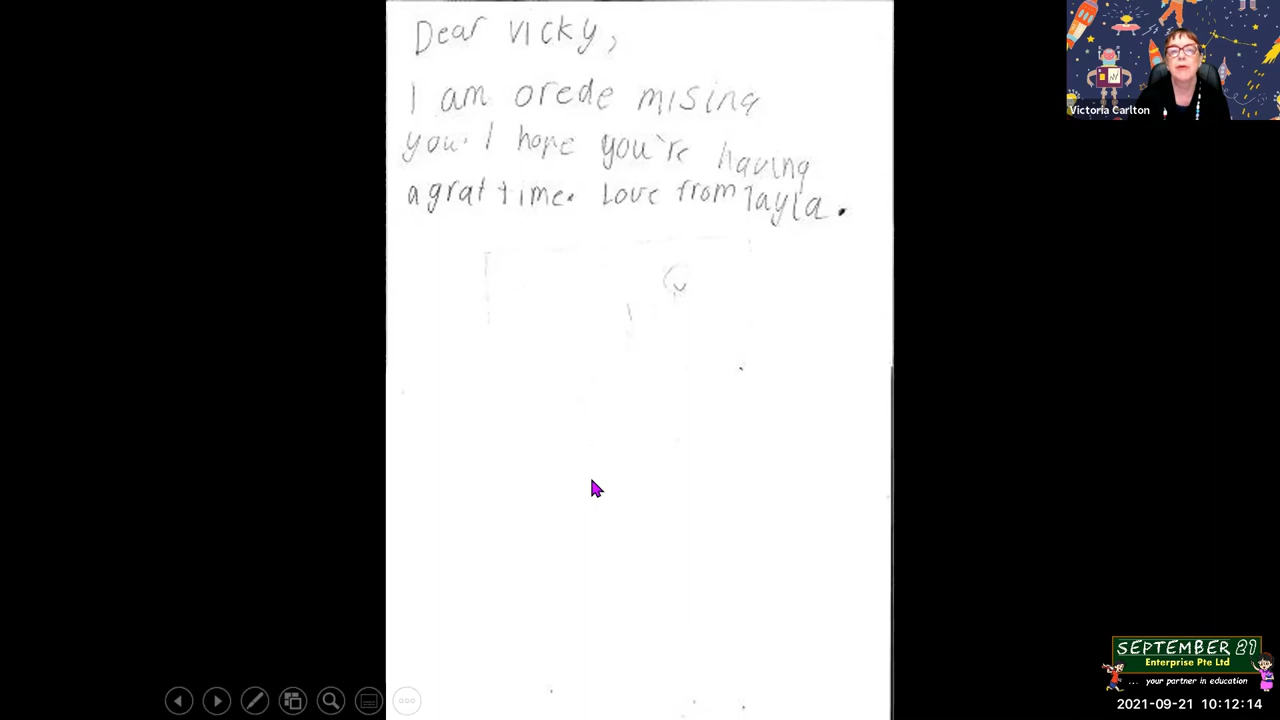 Dear Vicky,
I am orede mising
you. I hope you're having
a grat time. Love from Tayla.
Victoria Carlton
SEPTEMBER 21
Enterprise Pte Ltd
... your partner in education
2021-09-21 10:12:14